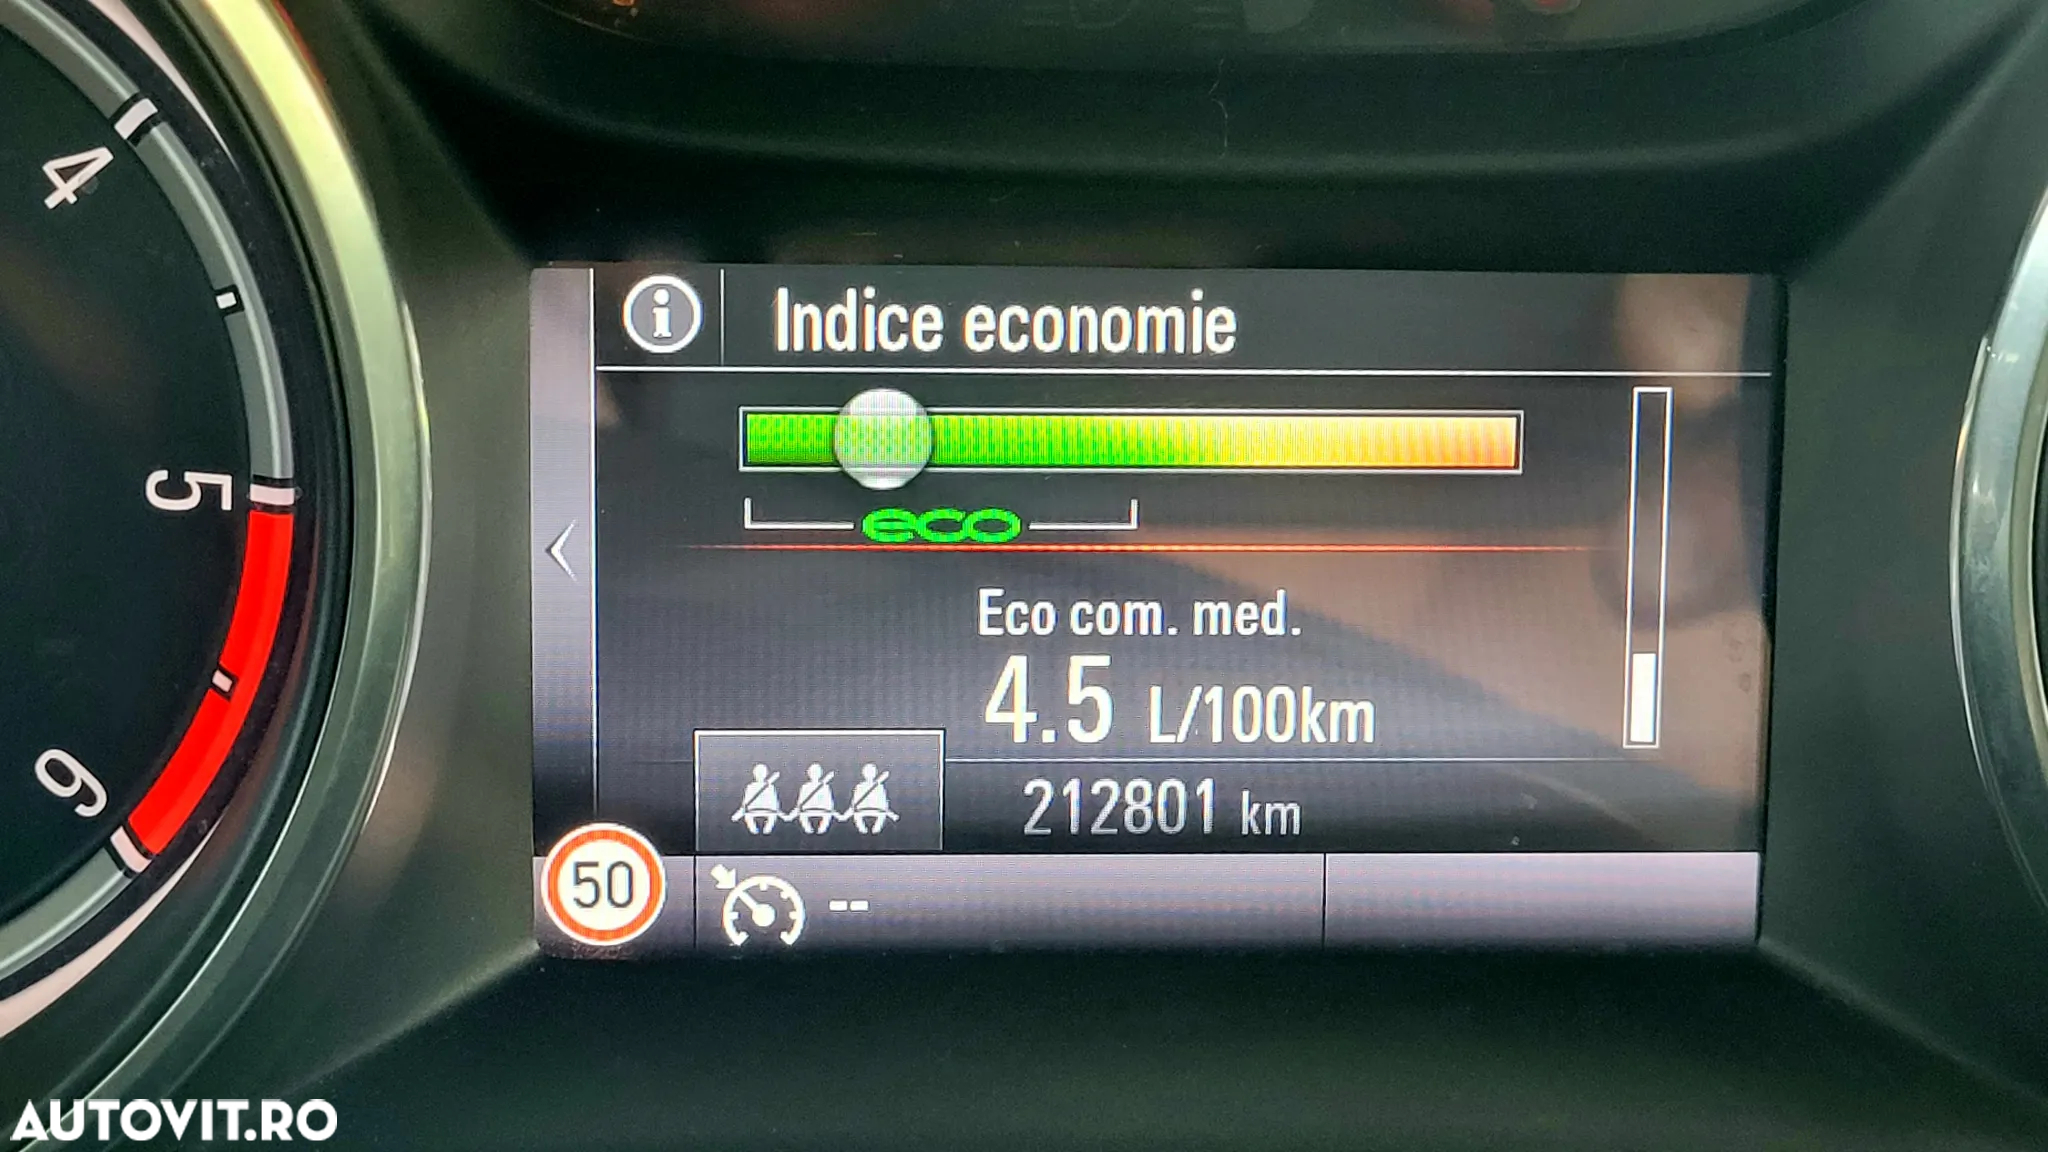 4
5
6
i Indice economie
eco
Eco com. med.
4.5 L/100km
212801 km
50
--
AUTOVIT.RO